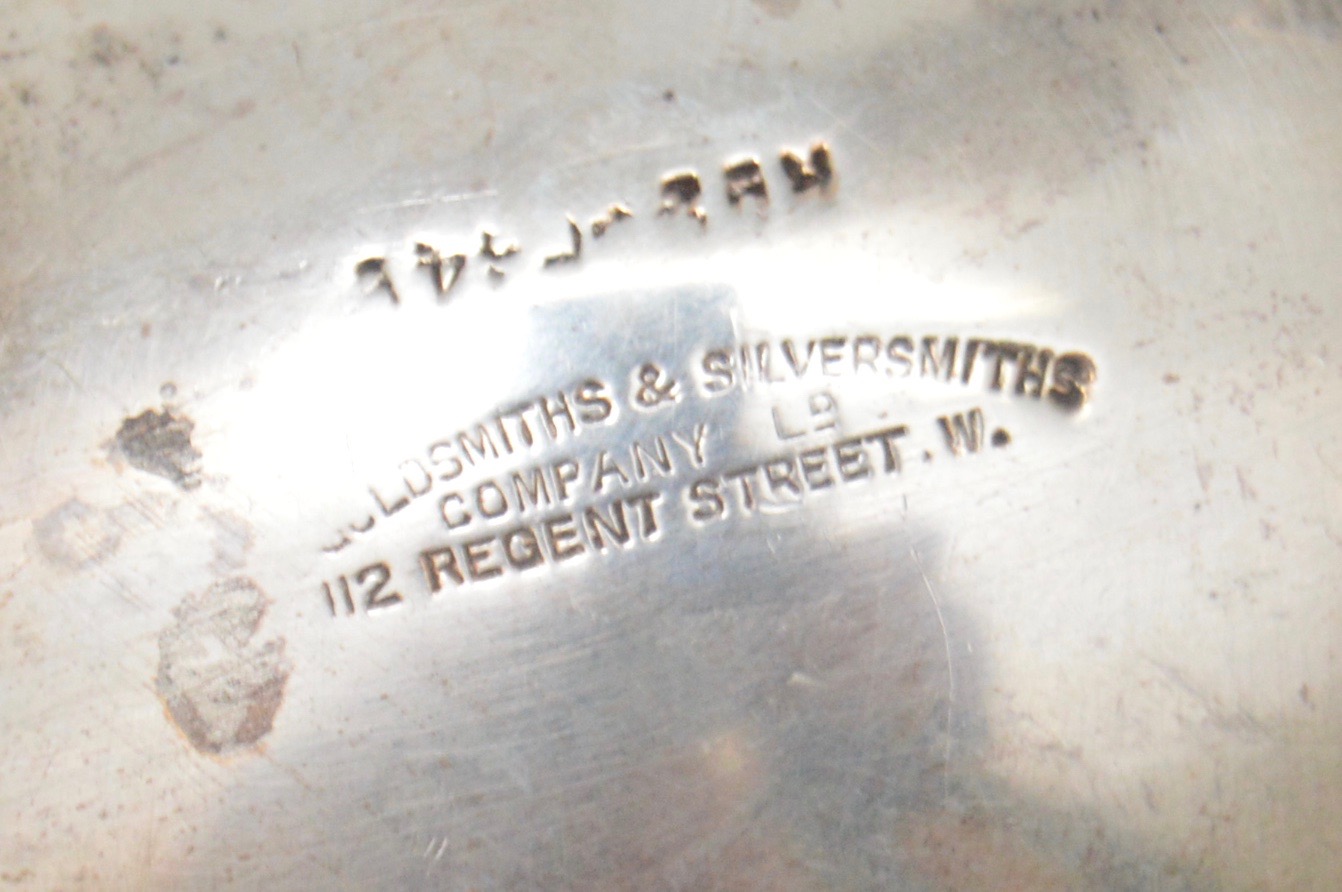 GOLDSMITHS & SILVERSMITHS
COMPANY LD
112 REGENT STREET. W.